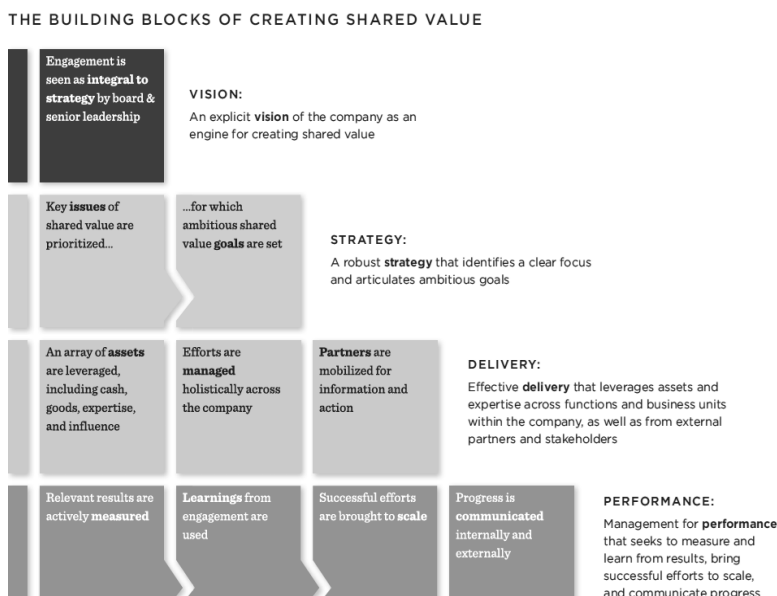 THE BUILDING BLOCKS OF CREATING SHARED VALUE
Engagement is
seen as integral to
strategy by board &
senior leadership
VISION:
An explicit vision of the company as an
engine for creating shared value
Key issues of
shared value are
prioritized...
...for which
ambitious shared
value goals are set
STRATEGY:
A robust strategy that identifies a clear focus
and articulates ambitious goals
An array of assets
are leveraged,
including cash,
goods, expertise,
and influence
Efforts are
managed
holistically across
the company
Partners are
mobilized for
information and
action
DELIVERY:
Effective delivery that leverages assets and
expertise across functions and business units
within the company, as well as from external
partners and stakeholders
Relevant results are
actively measured
Learnings from
engagement are
used
Successful efforts
are brought to scale
Progress is
communicated
internally and
externally
PERFORMANCE:
Management for performance
that seeks to measure and
learn from results, bring
successful efforts to scale,
and communicate progress